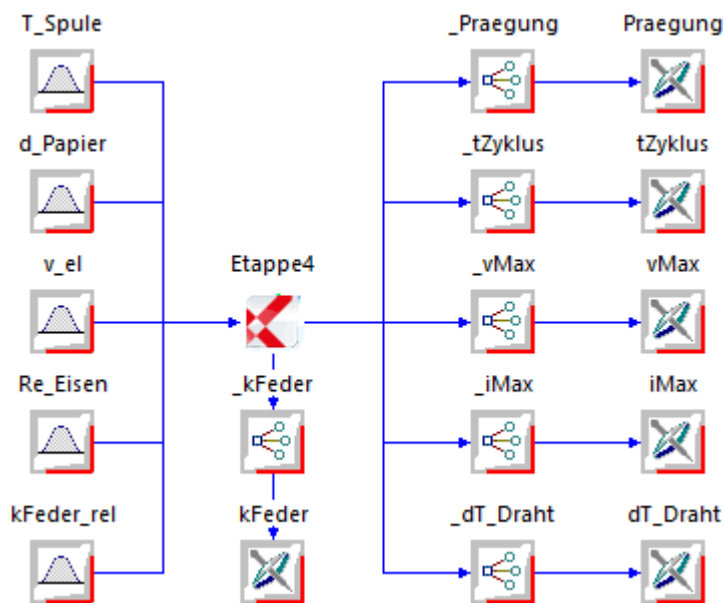 T_Spule
_Praegung
Praegung
d_Papier
_tZyklus
tZyklus
v_el
Etappe4
_vMax
vMax
Re_Eisen
_kFeder
_iMax
iMax
kFeder_rel
kFeder
_dT_Draht
dT_Draht